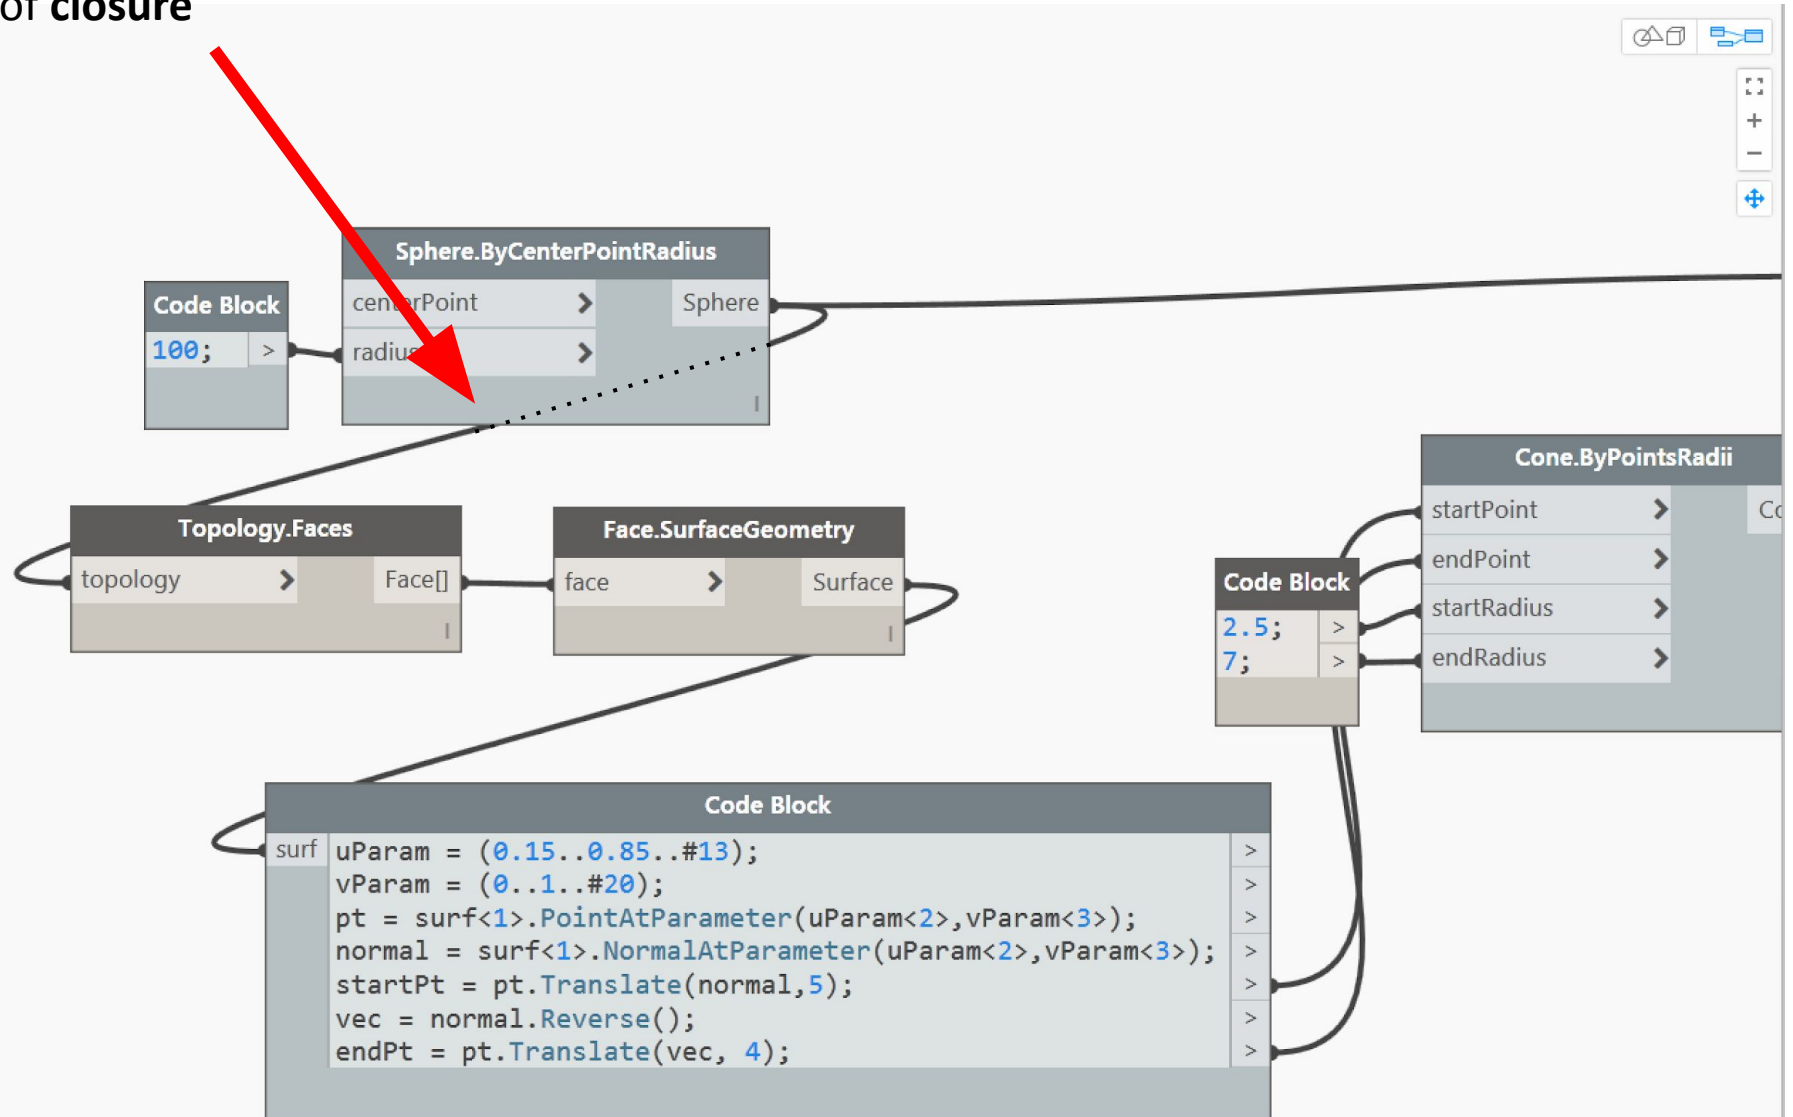 of closure
Sphere.ByCenterPointRadius
Code Block
centerPoint > Sphere
100; >
radius >
Topology.Faces
topology > Face[]
Face.SurfaceGeometry
face > Surface
Cone.ByPointsRadii
startPoint >
endPoint >
startRadius >
endRadius >
Code Block
2.5; >
7; >
Code Block
surf
uParam = (0.15..0.85..#13); >
vParam = (0..1..#20); >
pt = surf<1>.PointAtParameter(uParam<2>,vParam<3>); >
normal = surf<1>.NormalAtParameter(uParam<2>,vParam<3>); >
startPt = pt.Translate(normal,5); >
vec = normal.Reverse(); >
endPt = pt.Translate(vec, 4); >